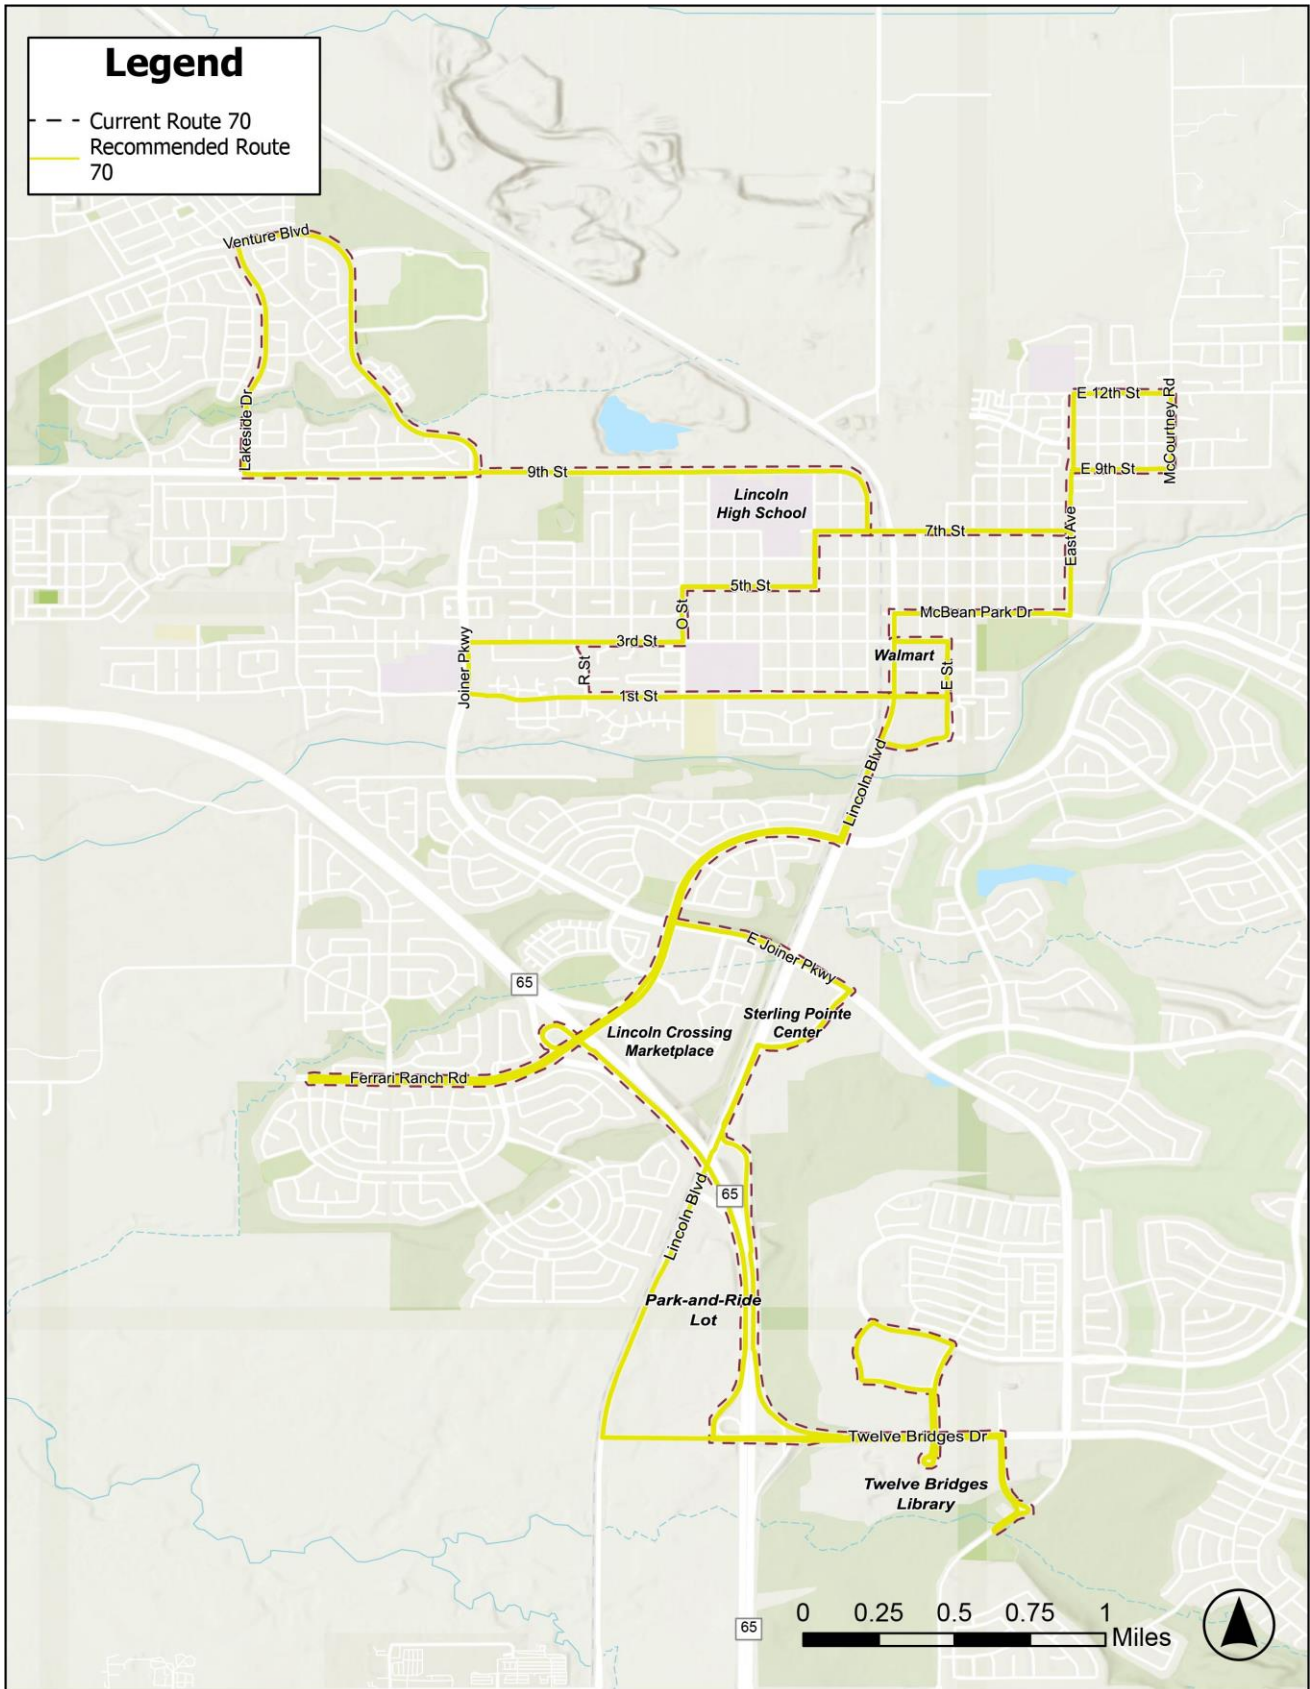 Legend
Current Route 70
Recommended Route
70
Venture Blvd
Lakeside Dr
E 12th St
McCourtney Rd
E 9th St
9th St
Lincoln
High School
7th St
East Ave
5th St
O St
McBean Park Dr
3rd St
Joiner Pkwy
R St
Walmart
E St.
1st St
Lincoln Blvd
E Joiner Pkwy
65
Sterling Pointe
Center
Lincoln Crossing
Marketplace
Ferrari Ranch Rd
65
Lincoln Blvd
Park-and-Ride
Lot
Twelve Bridges Dr
Twelve Bridges
Library
65
0 0.25 0.5 0.75 1
Miles